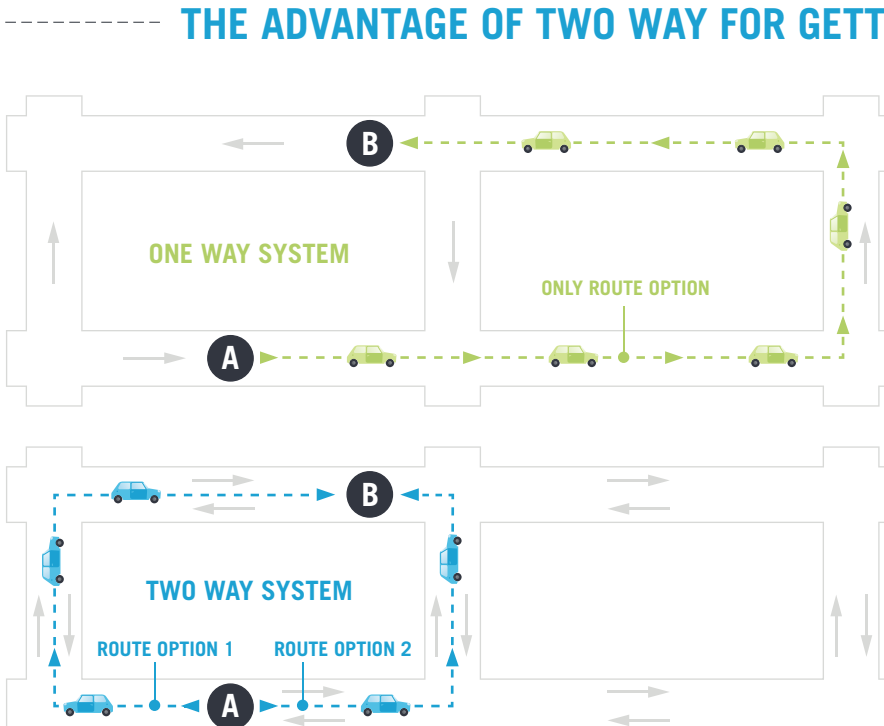 THE ADVANTAGE OF TWO WAY FOR GETT
B
ONE WAY SYSTEM
ONLY ROUTE OPTION
A
B
TWO WAY SYSTEM
ROUTE OPTION 1
ROUTE OPTION 2
A